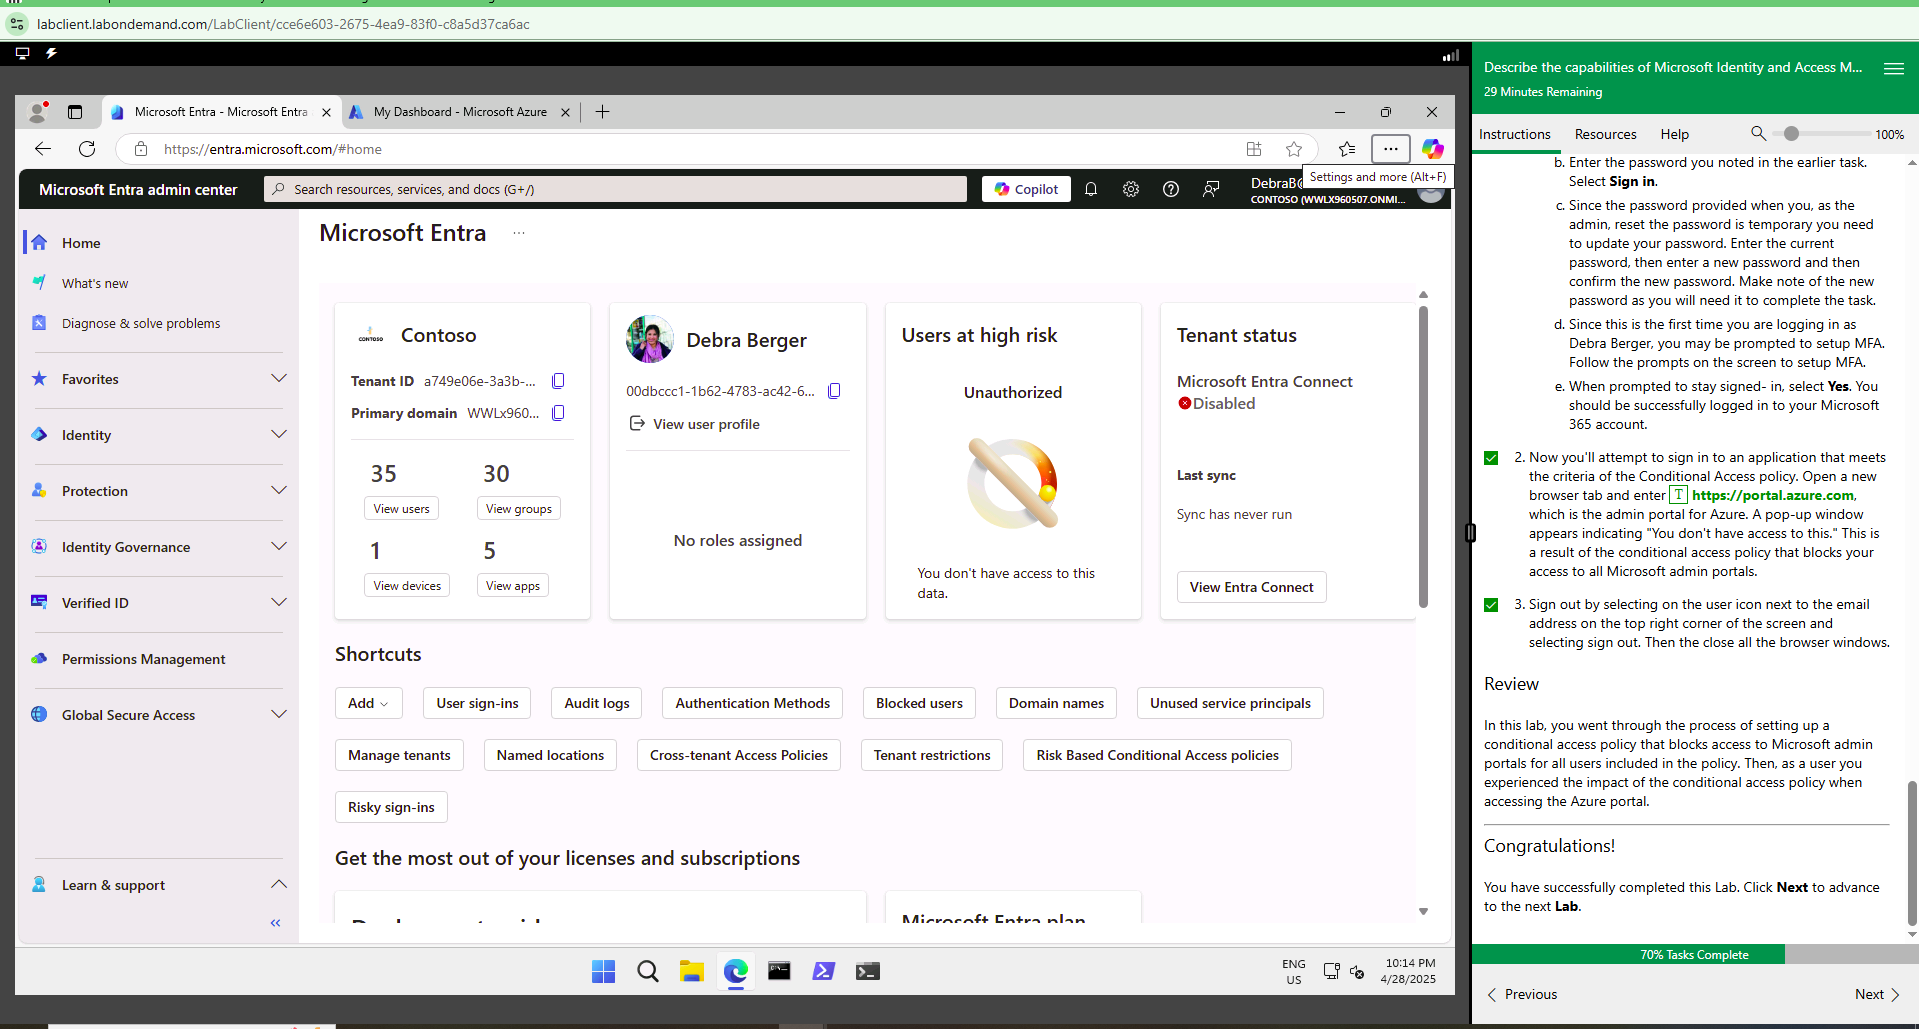 labclient.labondemand.com/LabClient/cce6e603-2675-4ea9-83f0-c8a5d37ca6ac
Microsoft Entra - Microsoft Entra
My Dashboard - Microsoft Azure
https://entra.microsoft.com/#home
Settings and more (Alt+F)
Microsoft Entra admin center
Search resources, services, and docs (G+/)
Copilot
DebraB@
CONTOSO (WWLX960507.ONMI...
Home
What's new
Diagnose & solve problems
Favorites
Identity
Protection
Identity Governance
Verified ID
Permissions Management
Global Secure Access
Learn & support
Microsoft Entra
...
CONTOSO
Contoso
Tenant ID a749e06e-3a3b-...
Primary domain WWLx960...
35
View users
30
View groups
1
View devices
5
View apps
Debra Berger
00dbccc1-1b62-4783-ac42-6...
View user profile
No roles assigned
Users at high risk
Unauthorized
You don't have access to this
data.
Tenant status
Microsoft Entra Connect
Disabled
Last sync
Sync has never run
View Entra Connect
Shortcuts
Add
User sign-ins
Audit logs
Authentication Methods
Blocked users
Domain names
Unused service principals
Manage tenants
Named locations
Cross-tenant Access Policies
Tenant restrictions
Risk Based Conditional Access policies
Risky sign-ins
Get the most out of your licenses and subscriptions
Microsoft Entra plan
ENG
US
10:14 PM
4/28/2025
Describe the capabilities of Microsoft Identity and Access M...
29 Minutes Remaining
Instructions
Resources
Help
100%
b. Enter the password you noted in the earlier task.
Select Sign in.
c. Since the password provided when you, as the
admin, reset the password is temporary you need
to update your password. Enter the current
password, then enter a new password and then
confirm the new password. Make note of the new
password as you will need it to complete the task.
d. Since this is the first time you are logging in as
Debra Berger, you may be prompted to setup MFA.
Follow the prompts on the screen to setup MFA.
e. When prompted to stay signed- in, select Yes. You
should be successfully logged in to your Microsoft
365 account.
2. Now you'll attempt to sign in to an application that meets
the criteria of the Conditional Access policy. Open a new
browser tab and enter T https://portal.azure.com,
which is the admin portal for Azure. A pop-up window
appears indicating "You don't have access to this." This is
a result of the conditional access policy that blocks your
access to all Microsoft admin portals.
3. Sign out by selecting on the user icon next to the email
address on the top right corner of the screen and
selecting sign out. Then the close all the browser windows.
Review
In this lab, you went through the process of setting up a
conditional access policy that blocks access to Microsoft admin
portals for all users included in the policy. Then, as a user you
experienced the impact of the conditional access policy when
accessing the Azure portal.
Congratulations!
You have successfully completed this Lab. Click Next to advance
to the next Lab.
70% Tasks Complete
Previous
Next